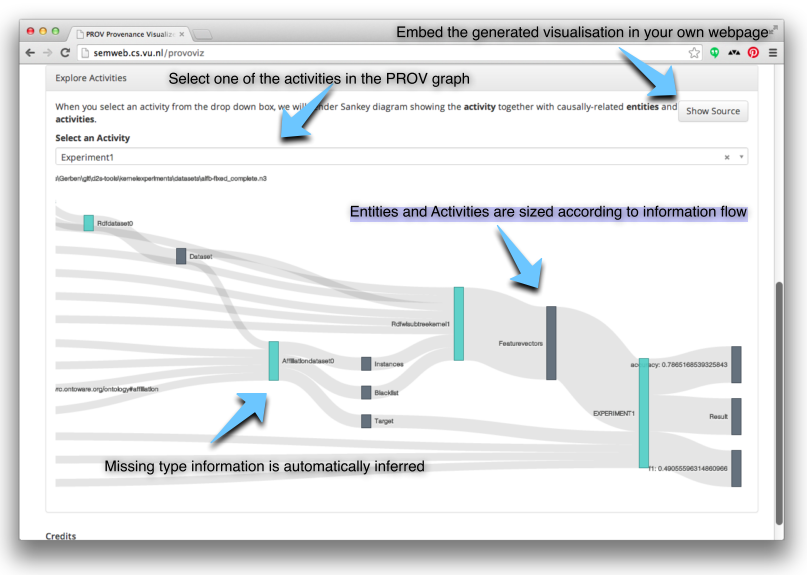 PROV Provenance Visualiz
Embed the generated visualisation in your own webpage
semweb.cs.vu.nl/provoviz
Explore Activities
Select one of the activities in the PROV graph
When you select an activity from the drop down box, we will nder Sankey diagram showing the activity together with causally-related entities and
activities.
Show Source
Select an Activity
Experiment1
\Gerben\git\d2s-tools\kernelexperiments\datasets\aifb-fixed_complete.n3
Entities and Activities are sized according to information flow
Rdfdataset0
Dataset
Rdfwlsubtreekernel1
Featurevectors
Affiliationdataset0
Instances
accuracy: 0.7865168539325843
rc.ontoware.org/ontology#affiliation
Blacklist
EXPERIMENT1
Result
Target
Missing type information is automatically inferred
f1: 0.49055596314860966
Credits